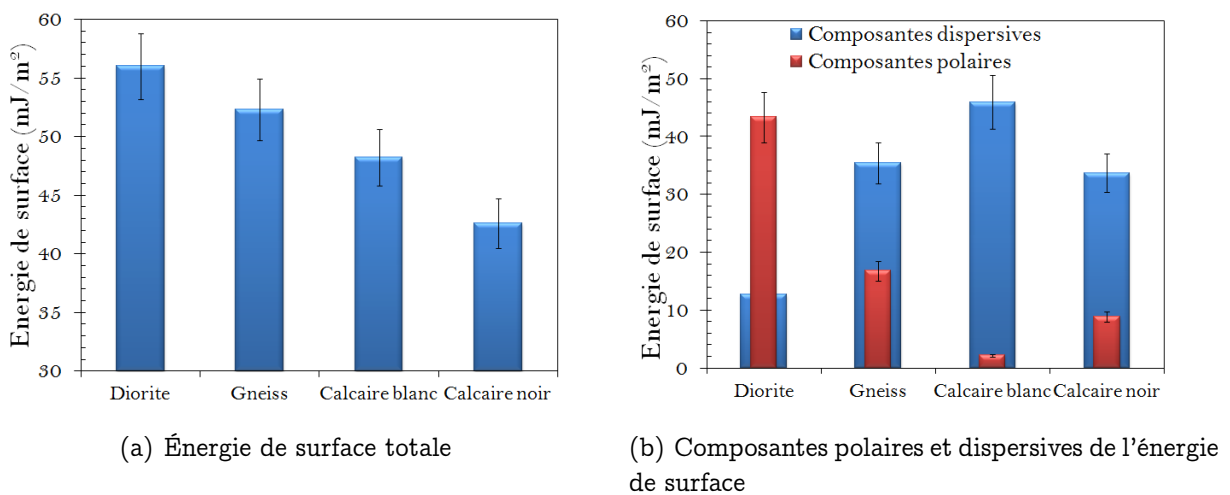 Energie de surface (mJ/m²)
60
55
50
45
40
35
30
Diorite
Gneiss
Calcaire blanc
Calcaire noir
(a) Énergie de surface totale
Energie de surface (mJ/m²)
60
50
40
30
20
10
0
Composantes dispersives
Composantes polaires
Diorite
Gneiss
Calcaire blanc
Calcaire noir
(b) Composantes polaires et dispersives de l'énergie
de surface